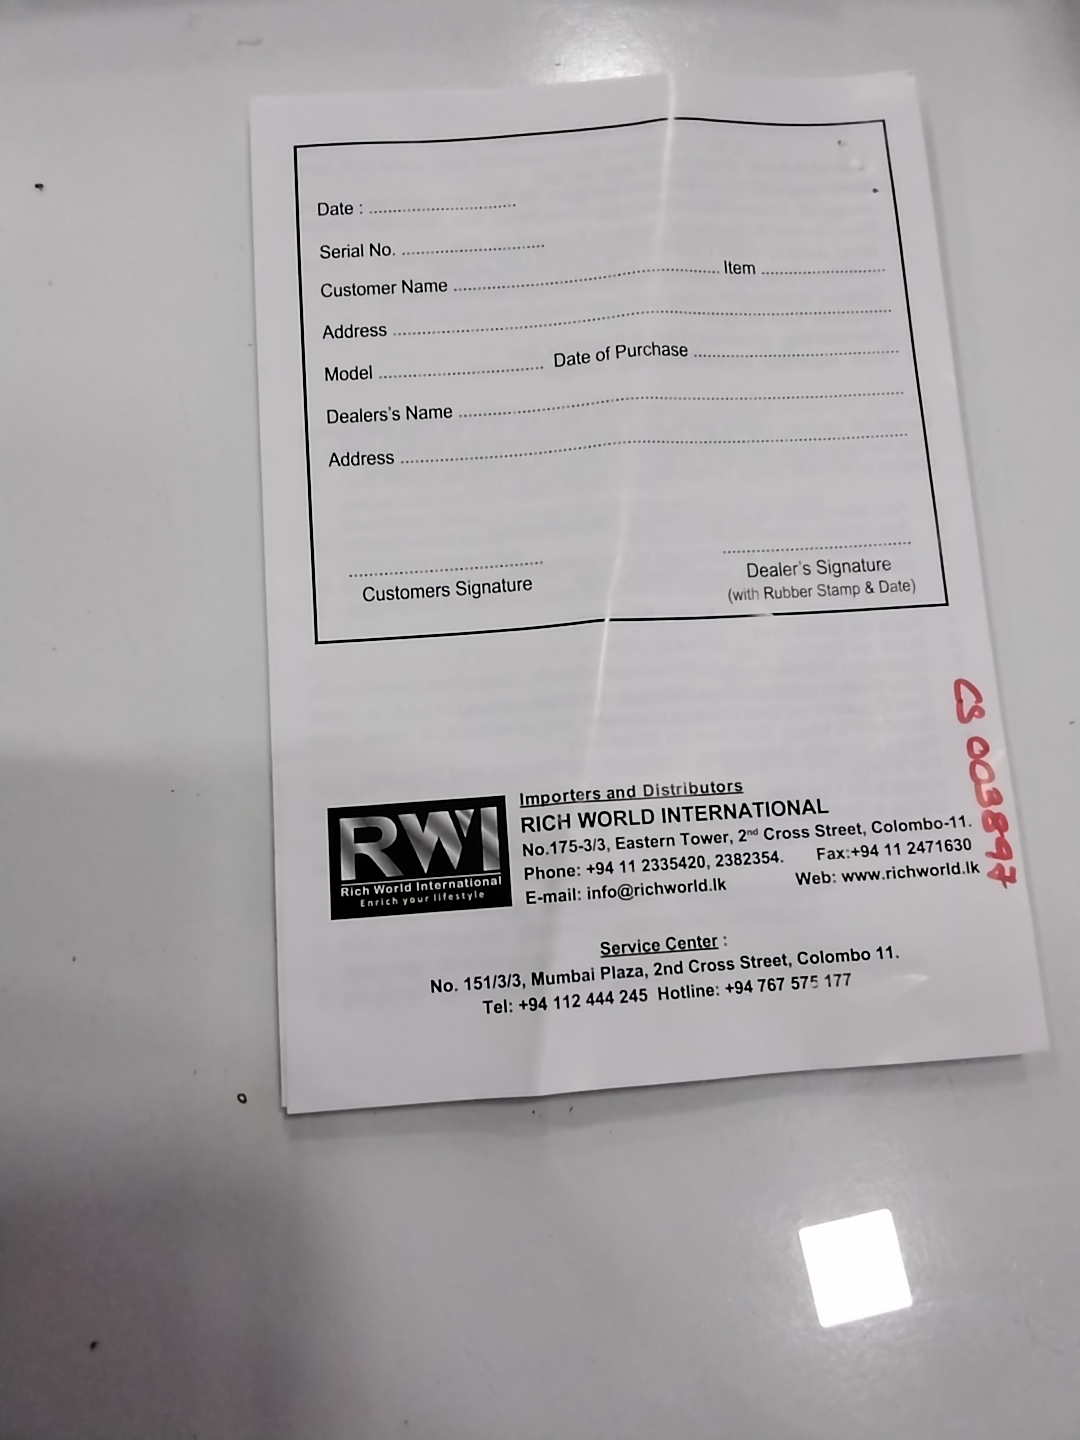 Date : ................................
Serial No. ................................
Customer Name ................................ Item ................................
Address ................................
Model ................................ Date of Purchase ................................
Dealers's Name ................................
Address ................................
................................ ................................
Customers Signature Dealer's Signature
(with Rubber Stamp & Date)
CS 003897
RWI
Rich World International
Enrich your lifestyle
Importers and Distributors
RICH WORLD INTERNATIONAL
No.175-3/3, Eastern Tower, 2nd Cross Street, Colombo-11.
Phone: +94 11 2335420, 2382354. Fax:+94 11 2471630
E-mail: info@richworld.lk Web: www.richworld.lk
Service Center :
No. 151/3/3, Mumbai Plaza, 2nd Cross Street, Colombo 11.
Tel: +94 112 444 245 Hotline: +94 767 575 177